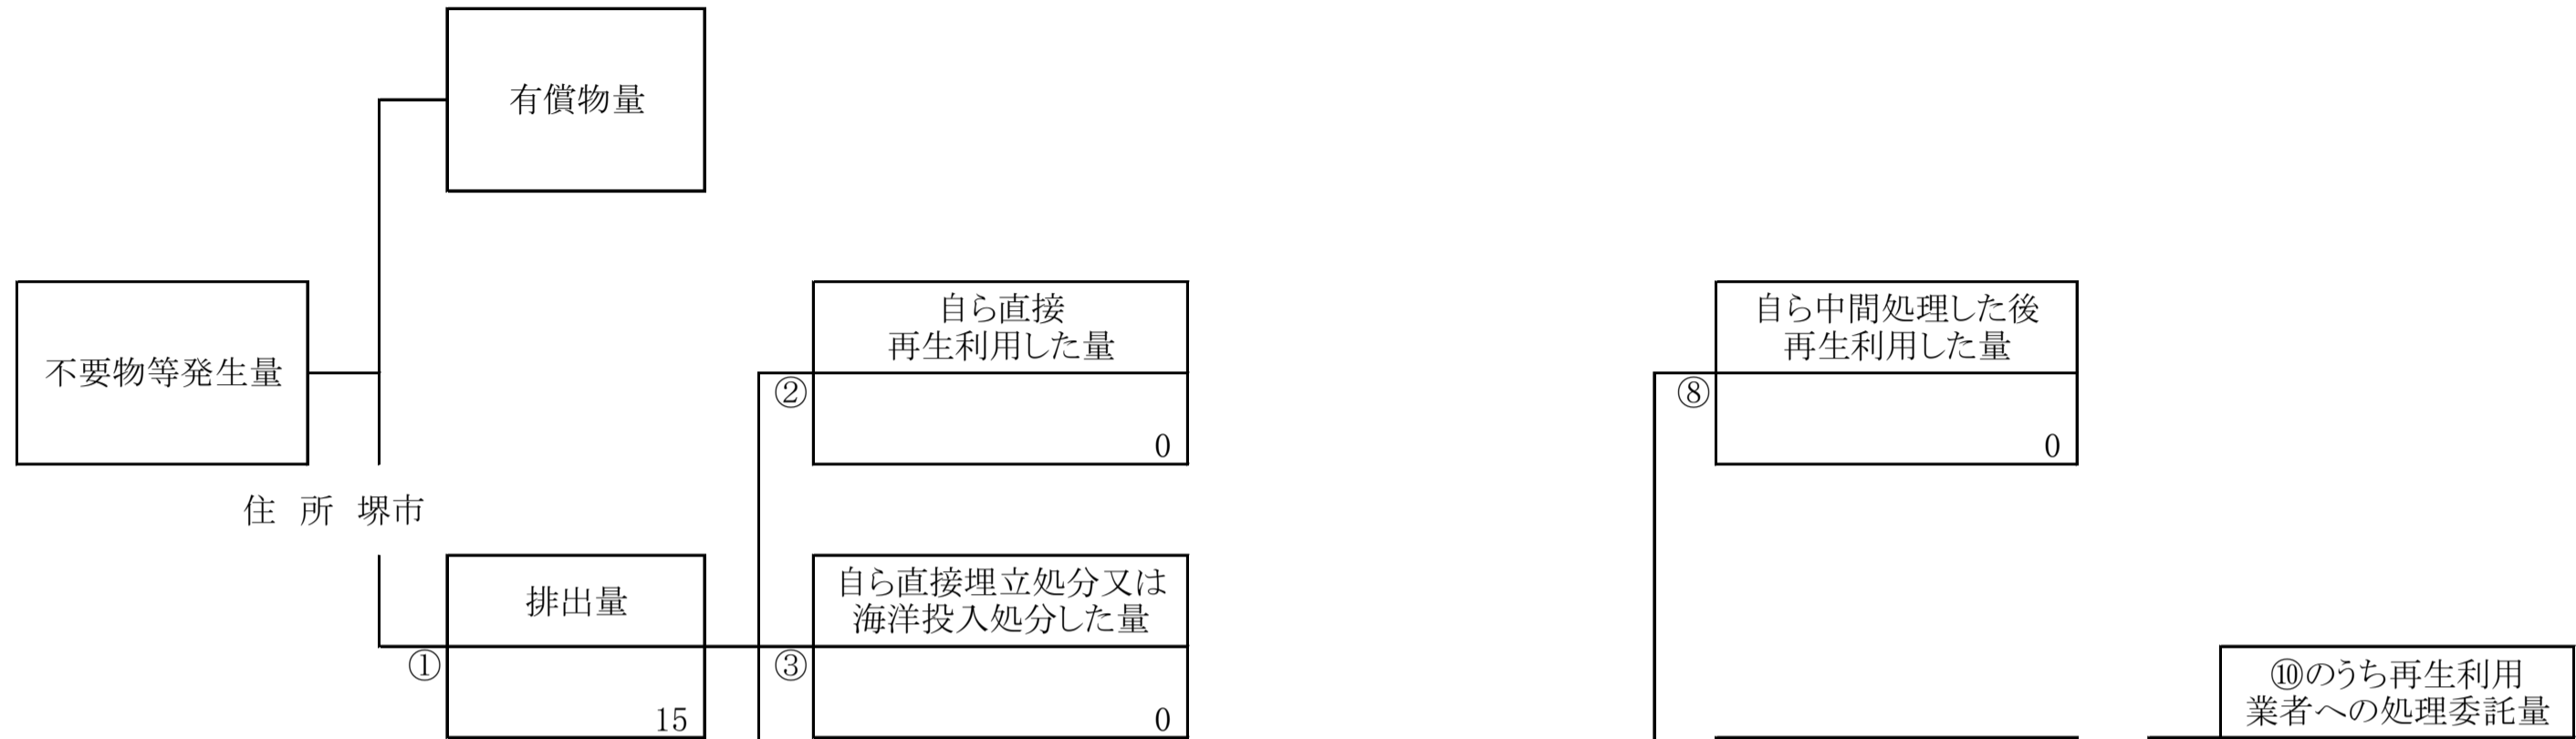 有償物量
不要物等発生量
自ら直接
再生利用した量
②
0
自ら中間処理した後
再生利用した量
⑧
0
住 所 堺市
排出量
①
15
自ら直接埋立処分又は
海洋投入処分した量
③
0
⑩のうち再生利用
業者への処理委託量